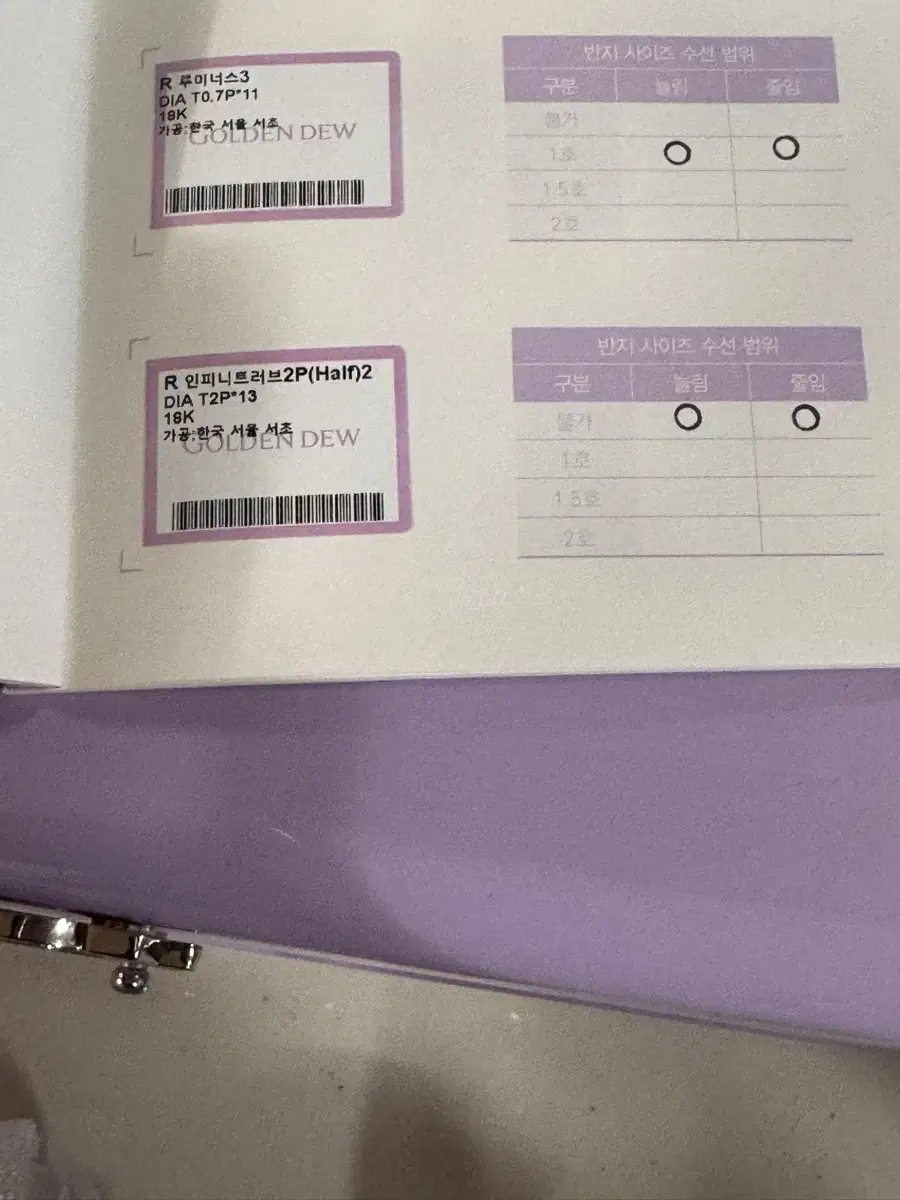 R 루미너스3
DIA T0.7P*11
18K
가공:한국 서울 서초
GOLDEN DEW
반지 사이즈 수선 범위
구분 늘림 줄임
불가
1호 ○ ○
1.5호
2호
R 인피니트러브2P(Half)2
DIA T2P*13
18K
가공:한국 서울 서초
GOLDEN DEW
반지 사이즈 수선 범위
구분 늘림 줄임
불가 ○ ○
1호
1.5호
2호